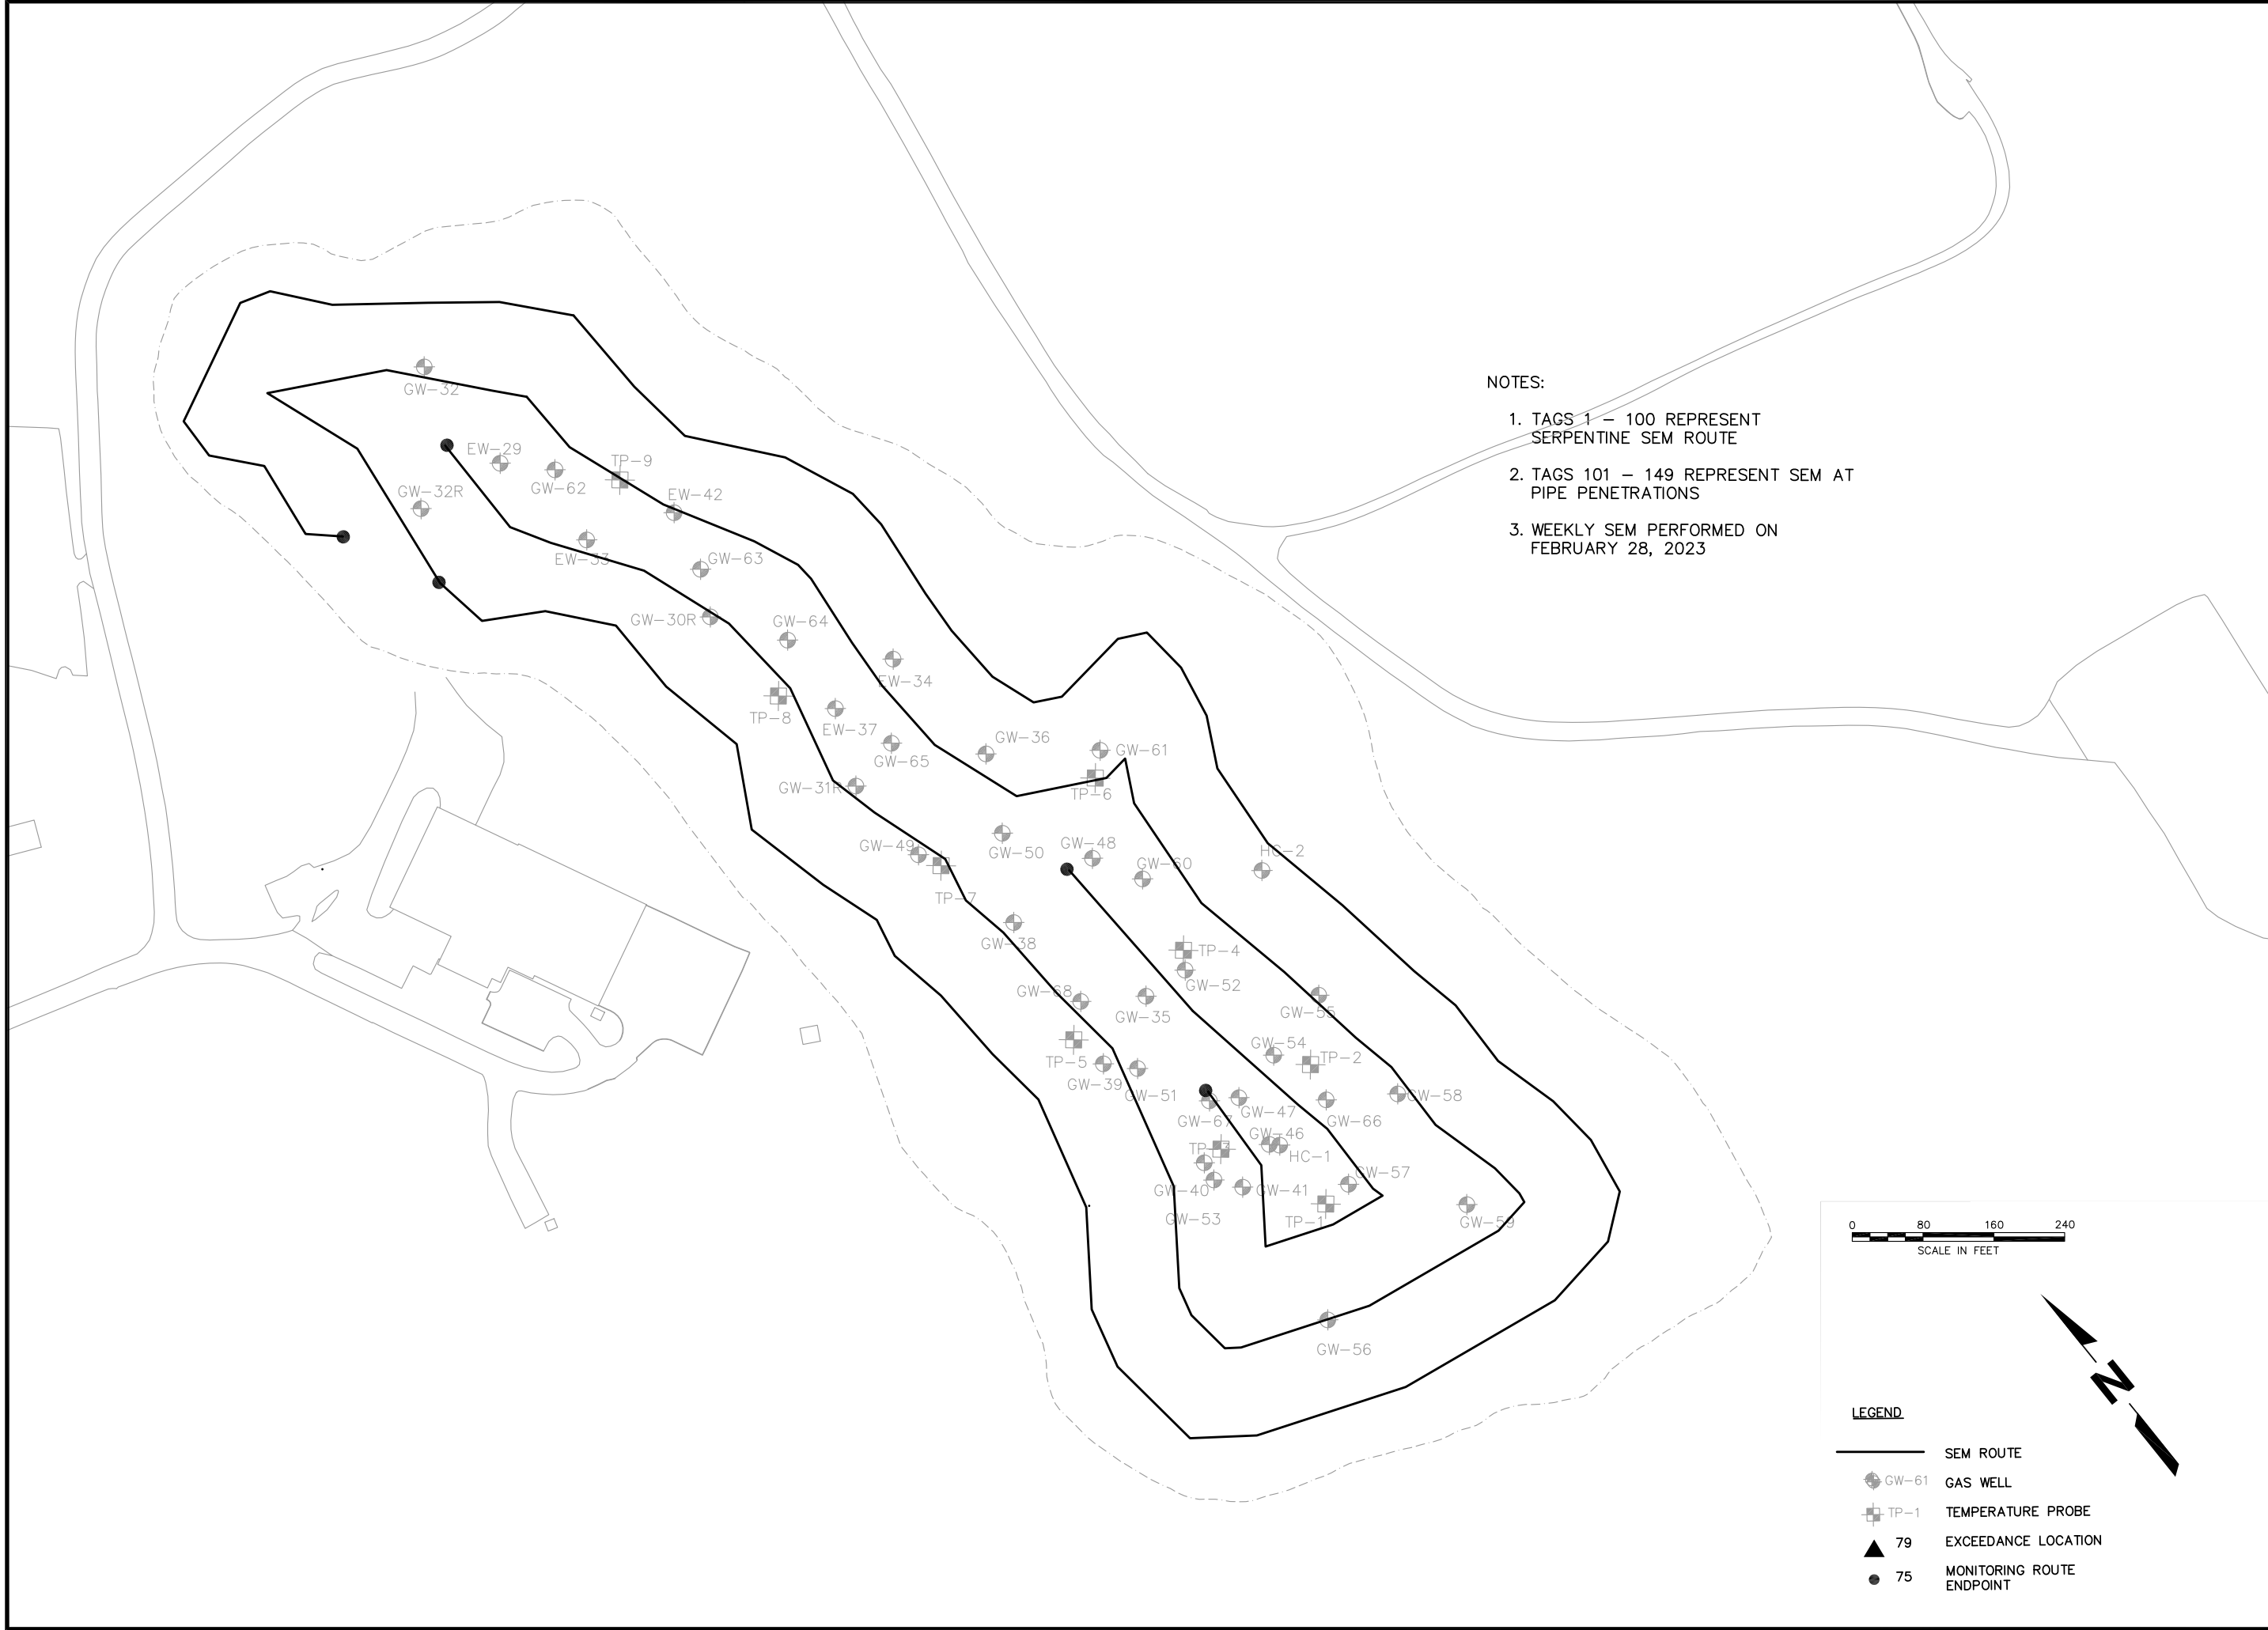 GW-32
NOTES:
1. TAGS 1 - 100 REPRESENT
SERPENTINE SEM ROUTE
2. TAGS 101 - 149 REPRESENT SEM AT
PIPE PENETRATIONS
3. WEEKLY SEM PERFORMED ON
FEBRUARY 28, 2023
EW-29
TP-9
GW-62
GW-32R
EW-42
EW-33
GW-63
GW-30R
GW-64
EW-34
TP-8
EW-37
GW-36
GW-61
GW-65
GW-31R
TP-6
GW-49
GW-50
GW-48
GW-60
HC-2
TP-7
GW-38
TP-4
GW-52
GW-68
GW-35
GW-55
GW-54
TP-2
TP-5
GW-39
GW-51
GW-58
GW-47
GW-67
GW-66
GW-46
TP-3
HC-1
GW-57
GW-40
GW-41
GW-53
TP-1
GW-59
GW-56
0 80 160 240
SCALE IN FEET
N
LEGEND
SEM ROUTE
GW-61 GAS WELL
TP-1 TEMPERATURE PROBE
79 EXCEEDANCE LOCATION
75 MONITORING ROUTE
ENDPOINT